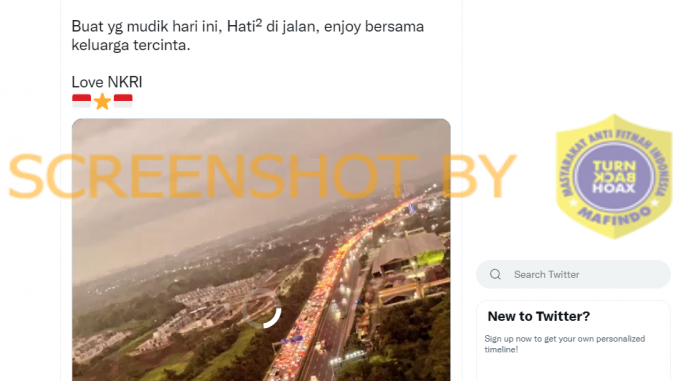 Buat yg mudik hari ini, Hati² di jalan, enjoy bersama
keluarga tercinta.
Love NKRI
SCREENSHOT BY
MASYARAKAT ANTI FITNAH INDONESIA
TURN
BACK
HOAX
MAFINDO
Search Twitter
New to Twitter?
Sign up now to get your own personalized
timeline!